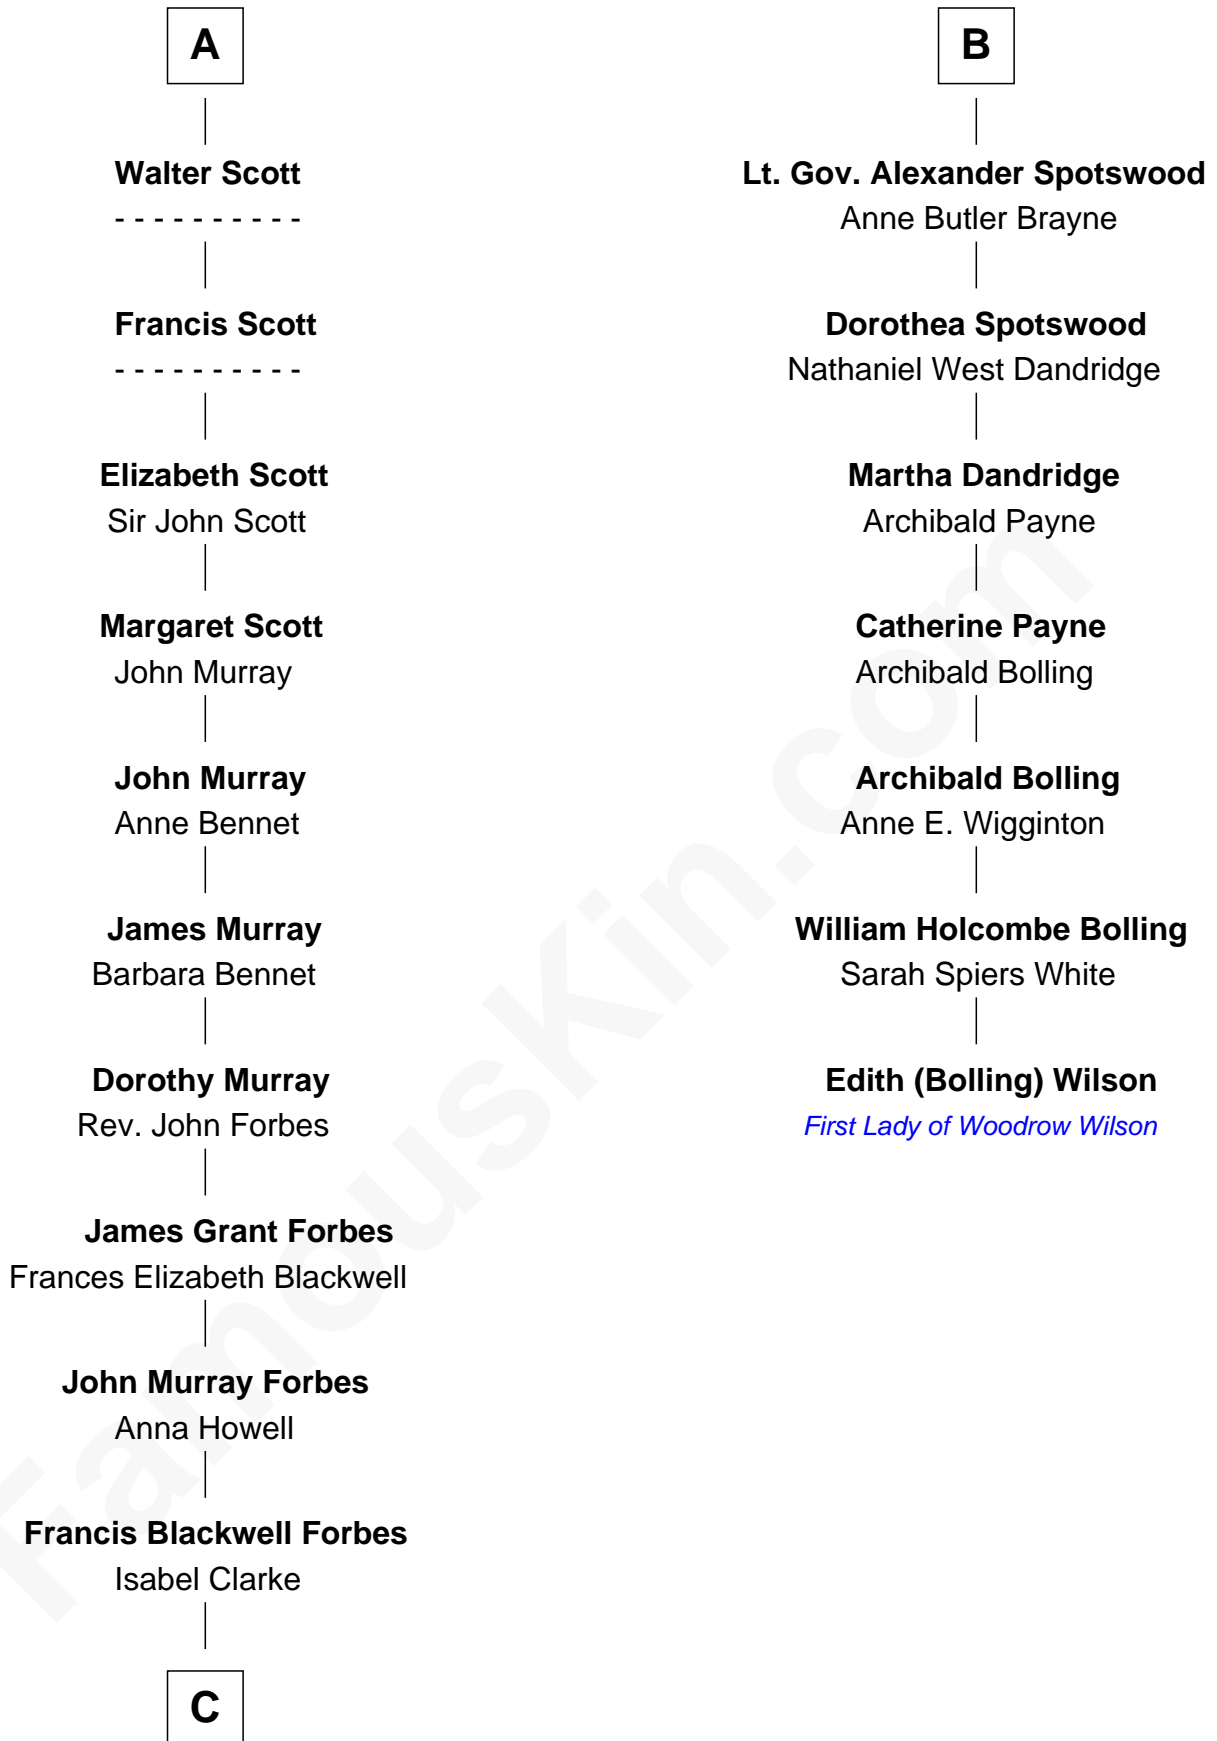 A
Walter Scott
- - - - - - - - - -
Francis Scott
- - - - - - - - - -
Elizabeth Scott
Sir John Scott
Margaret Scott
John Murray
John Murray
Anne Bennet
James Murray
Barbara Bennet
Dorothy Murray
Rev. John Forbes
James Grant Forbes
Frances Elizabeth Blackwell
John Murray Forbes
Anna Howell
Francis Blackwell Forbes
Isabel Clarke
C
B
Lt. Gov. Alexander Spotswood
Anne Butler Brayne
Dorothea Spotswood
Nathaniel West Dandridge
Martha Dandridge
Archibald Payne
Catherine Payne
Archibald Bolling
Archibald Bolling
Anne E. Wigginton
William Holcombe Bolling
Sarah Spiers White
Edith (Bolling) Wilson
First Lady of Woodrow Wilson
FamousKin.com